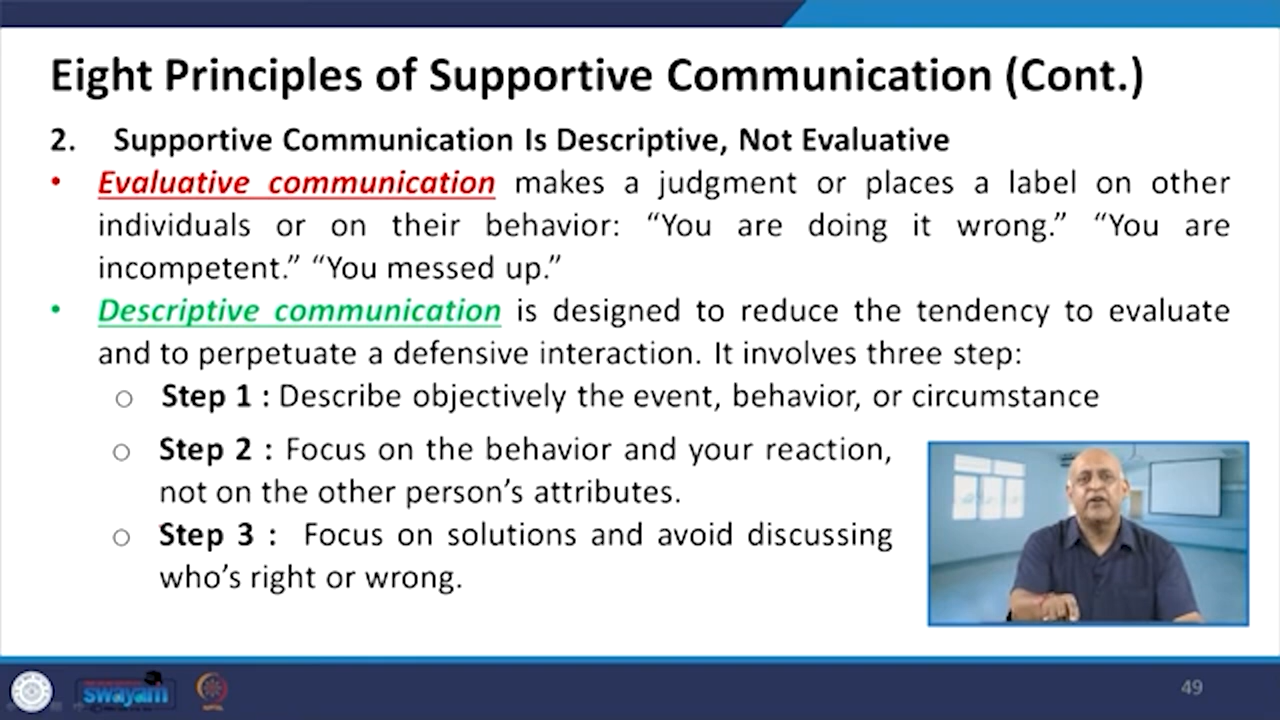 Eight Principles of Supportive Communication (Cont.)
2. Supportive Communication Is Descriptive, Not Evaluative
• Evaluative communication makes a judgment or places a label on other
individuals or on their behavior: “You are doing it wrong.” “You are
incompetent.” “You messed up.”
• Descriptive communication is designed to reduce the tendency to evaluate
and to perpetuate a defensive interaction. It involves three step:
○ Step 1 : Describe objectively the event, behavior, or circumstance
○ Step 2 : Focus on the behavior and your reaction,
not on the other person’s attributes.
○ Step 3 : Focus on solutions and avoid discussing
who’s right or wrong.
swayam
49